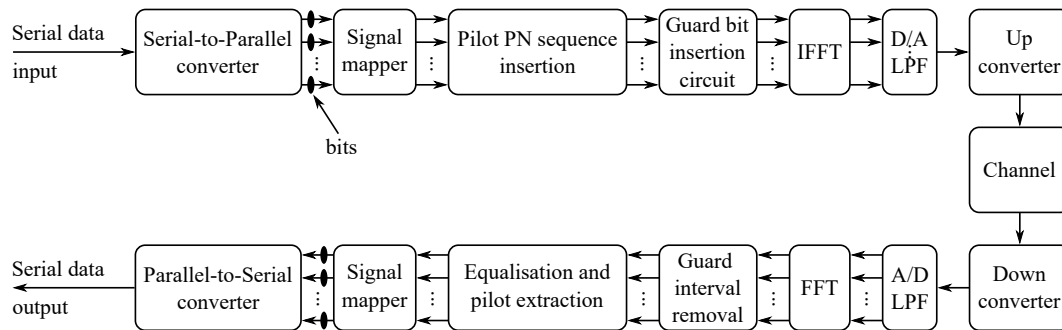 Serial data
input
Serial-to-Parallel
converter
bits
Signal
mapper
Pilot PN sequence
insertion
Guard bit
insertion
circuit
IFFT
D/A
LPF
Up
converter
Channel
Down
converter
A/D
LPF
FFT
Guard
interval
removal
Equalisation and
pilot extraction
Signal
mapper
Parallel-to-Serial
converter
Serial data
output